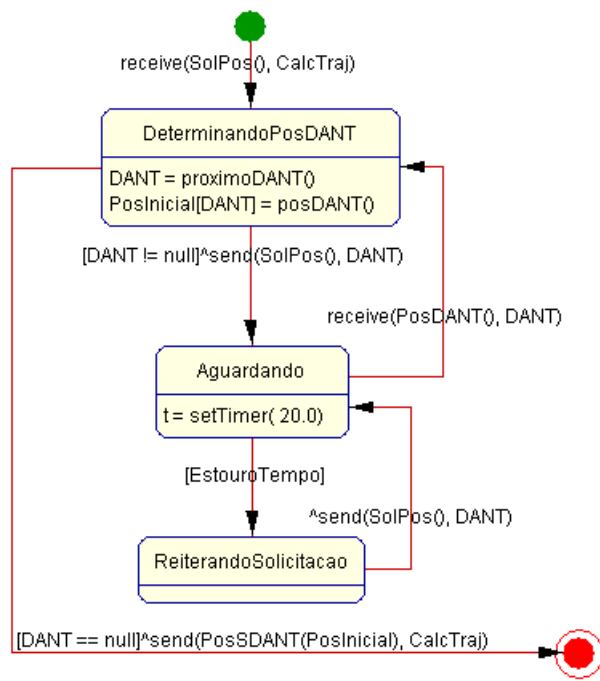 receive(SolPos(), CalcTraj)
DeterminandoPosDANT
DANT = proximoDANT()
PosInicial[DANT] = posDANT()
[DANT != null]^send(SolPos(), DANT)
receive(PosDANT(), DANT)
Aguardando
t = setTimer( 20.0)
[EstouroTempo]
^send(SolPos(), DANT)
ReiterandoSolicitacao
[DANT == null]^send(PosSDANT(PosInicial), CalcTraj)